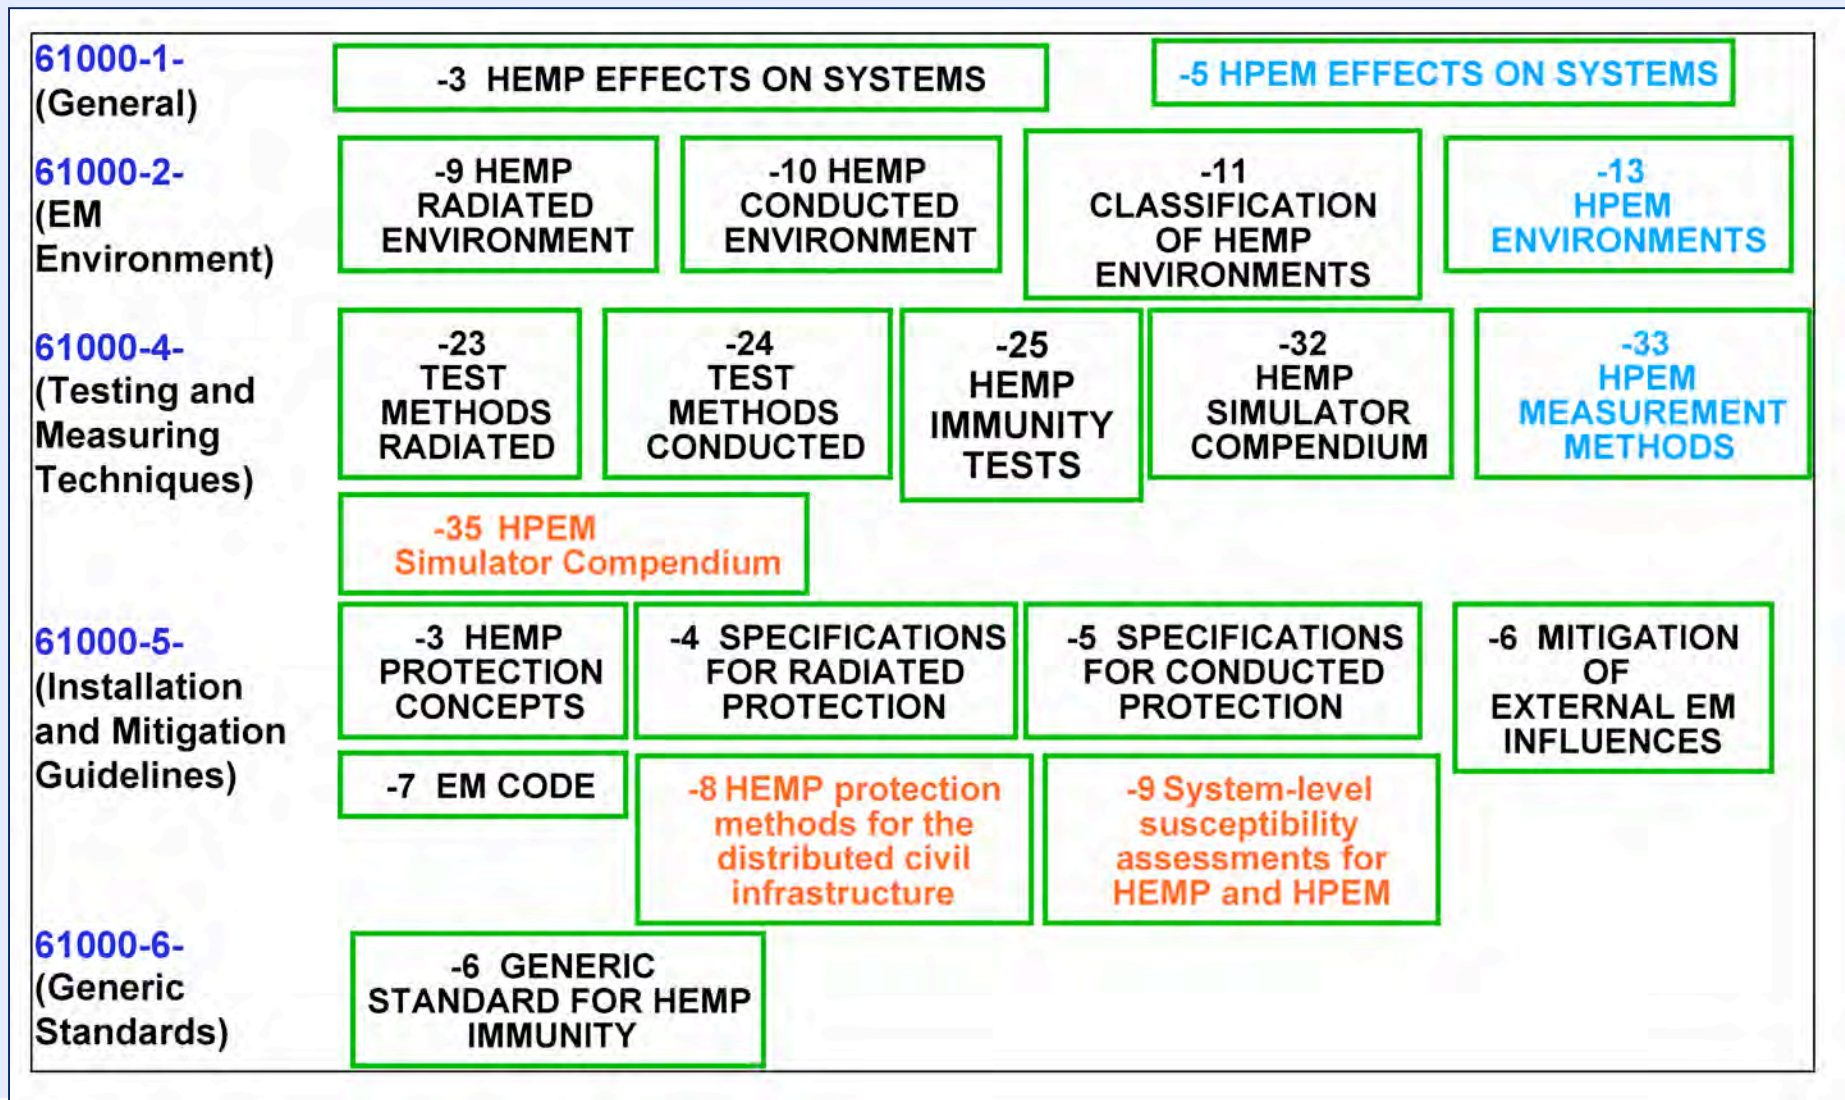 61000-1-
(General)
-3 HEMP EFFECTS ON SYSTEMS
-5 HPEM EFFECTS ON SYSTEMS
61000-2-
(EM
Environment)
-9 HEMP
RADIATED
ENVIRONMENT
-10 HEMP
CONDUCTED
ENVIRONMENT
-11
CLASSIFICATION
OF HEMP
ENVIRONMENTS
-13
HPEM
ENVIRONMENTS
61000-4-
(Testing and
Measuring
Techniques)
-23
TEST
METHODS
RADIATED
-24
TEST
METHODS
CONDUCTED
-25
HEMP
IMMUNITY
TESTS
-32
HEMP
SIMULATOR
COMPENDIUM
-33
HPEM
MEASUREMENT
METHODS
-35 HPEM
Simulator Compendium
61000-5-
(Installation
and Mitigation
Guidelines)
-3 HEMP
PROTECTION
CONCEPTS
-4 SPECIFICATIONS
FOR RADIATED
PROTECTION
-5 SPECIFICATIONS
FOR CONDUCTED
PROTECTION
-6 MITIGATION
OF
EXTERNAL EM
INFLUENCES
-7 EM CODE
-8 HEMP protection
methods for the
distributed civil
infrastructure
-9 System-level
susceptibility
assessments for
HEMP and HPEM
61000-6-
(Generic
Standards)
-6 GENERIC
STANDARD FOR HEMP
IMMUNITY